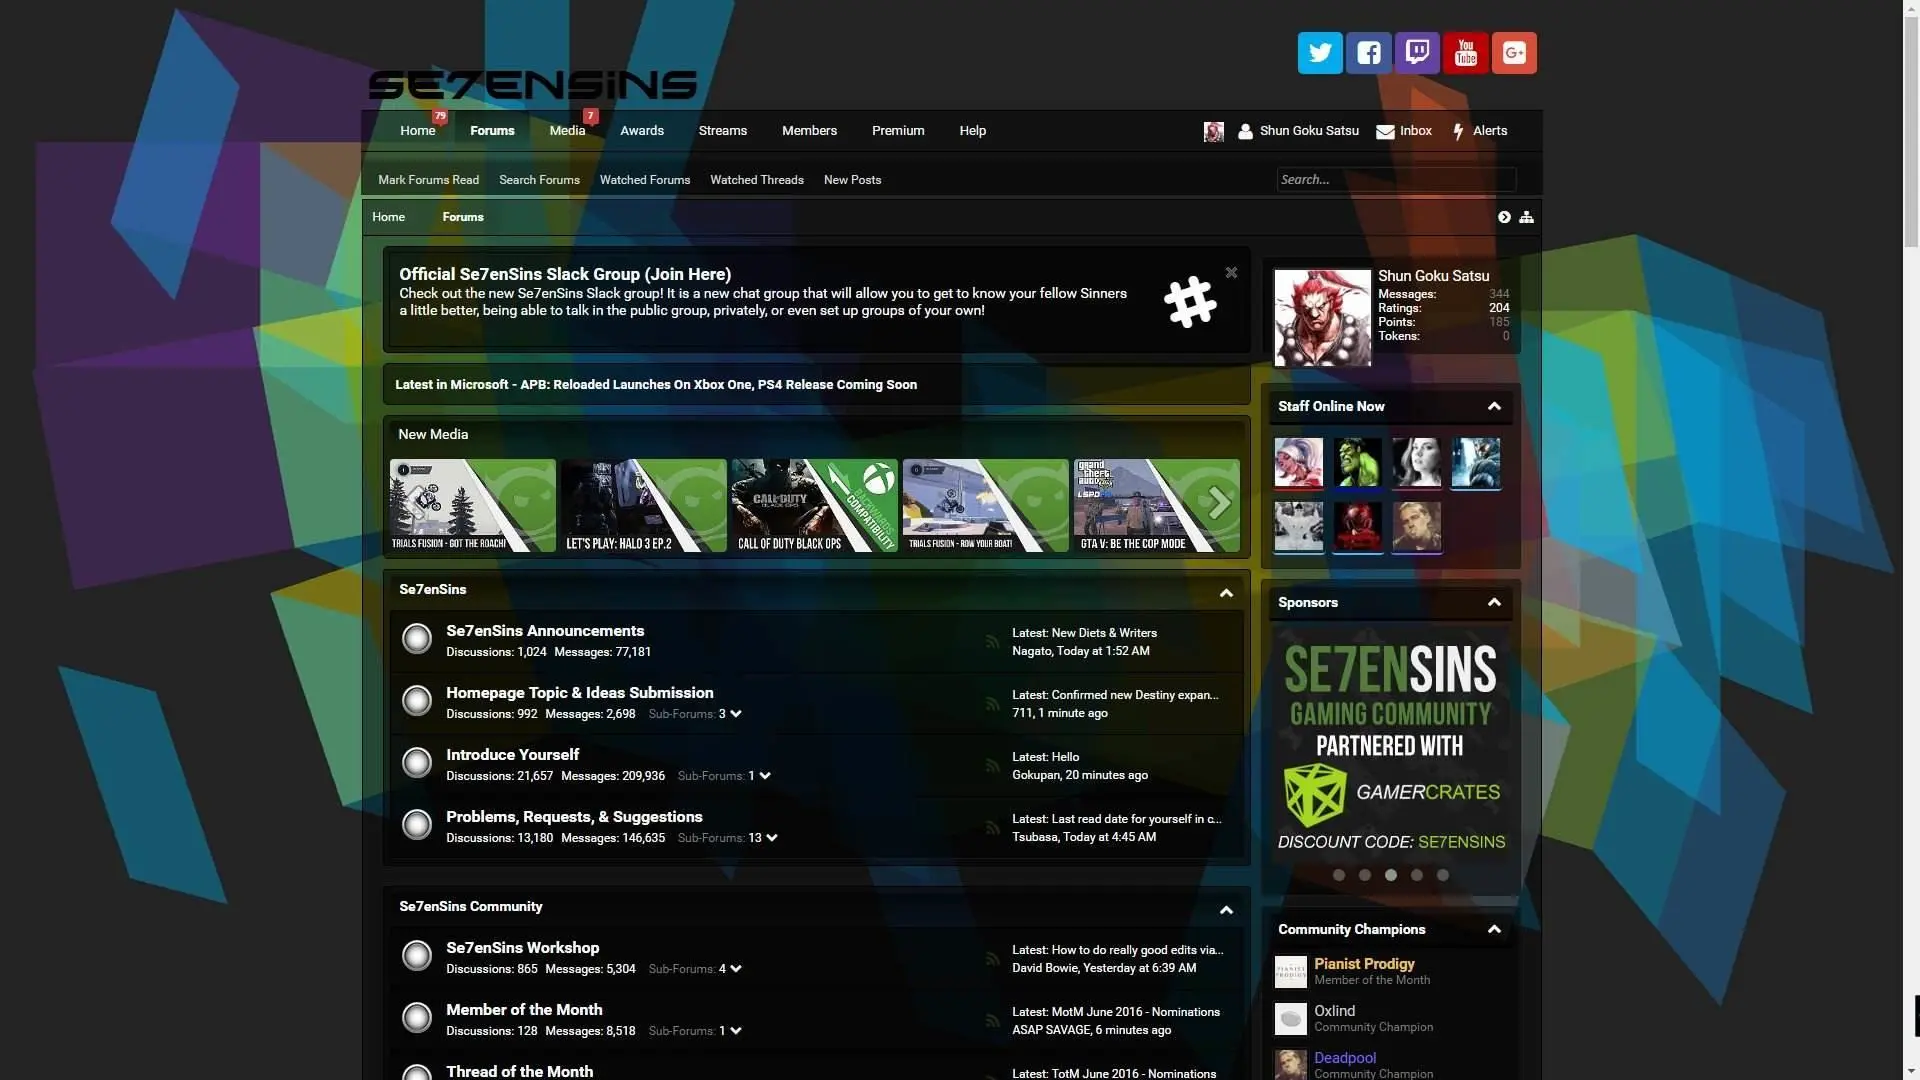 SE7ENSiNS
You
Tube
G+
79
7
Home
Forums
Media
Awards
Streams
Members
Premium
Help
Shun Goku Satsu
Inbox
Alerts
Mark Forums Read
Search Forums
Watched Forums
Watched Threads
New Posts
Search...
Home
Forums
Official Se7enSins Slack Group (Join Here)
Check out the new Se7enSins Slack group! It is a new chat group that will allow you to get to know your fellow Sinners
a little better, being able to talk in the public group, privately, or even set up groups of your own!
Shun Goku Satsu
Messages: 344
Ratings: 204
Points: 185
Tokens: 0
Latest in Microsoft - APB: Reloaded Launches On Xbox One, PS4 Release Coming Soon
New Media
TRIALS FUSION - GOT THE ROACH!
LET'S PLAY: HALO 3 EP.2
CALL OF DUTY
BLACK OPS
BACKWARDS
COMPATIBILITY
CALL OF DUTY BLACK OPS
TRIALS FUSION - ROW YOUR BOAT!
grand
theft
auto
GTA V: BE THE COP MODE
Staff Online Now
Se7enSins
Se7enSins Announcements
Discussions: 1,024 Messages: 77,181
Latest: New Diets & Writers
Nagato, Today at 1:52 AM
Homepage Topic & Ideas Submission
Discussions: 992 Messages: 2,698 Sub-Forums: 3
Latest: Confirmed new Destiny expan...
711, 1 minute ago
Introduce Yourself
Discussions: 21,657 Messages: 209,936 Sub-Forums: 1
Latest: Hello
Gokupan, 20 minutes ago
Problems, Requests, & Suggestions
Discussions: 13,180 Messages: 146,635 Sub-Forums: 13
Latest: Last read date for yourself in c...
Tsubasa, Today at 4:45 AM
Sponsors
SE7ENSINS
GAMING COMMUNITY
PARTNERED WITH
GAMERCRATES
DISCOUNT CODE: SE7ENSINS
Se7enSins Community
Se7enSins Workshop
Discussions: 865 Messages: 5,304 Sub-Forums: 4
Latest: How to do really good edits via...
David Bowie, Yesterday at 6:39 AM
Member of the Month
Discussions: 128 Messages: 8,518 Sub-Forums: 1
Latest: MotM June 2016 - Nominations
ASAP SAVAGE, 6 minutes ago
Thread of the Month
Latest: TotM June 2016 - Nominations
Community Champions
PIANIST
PRODIGY
Pianist Prodigy
Member of the Month
Oxlind
Community Champion
Deadpool
Community Champion